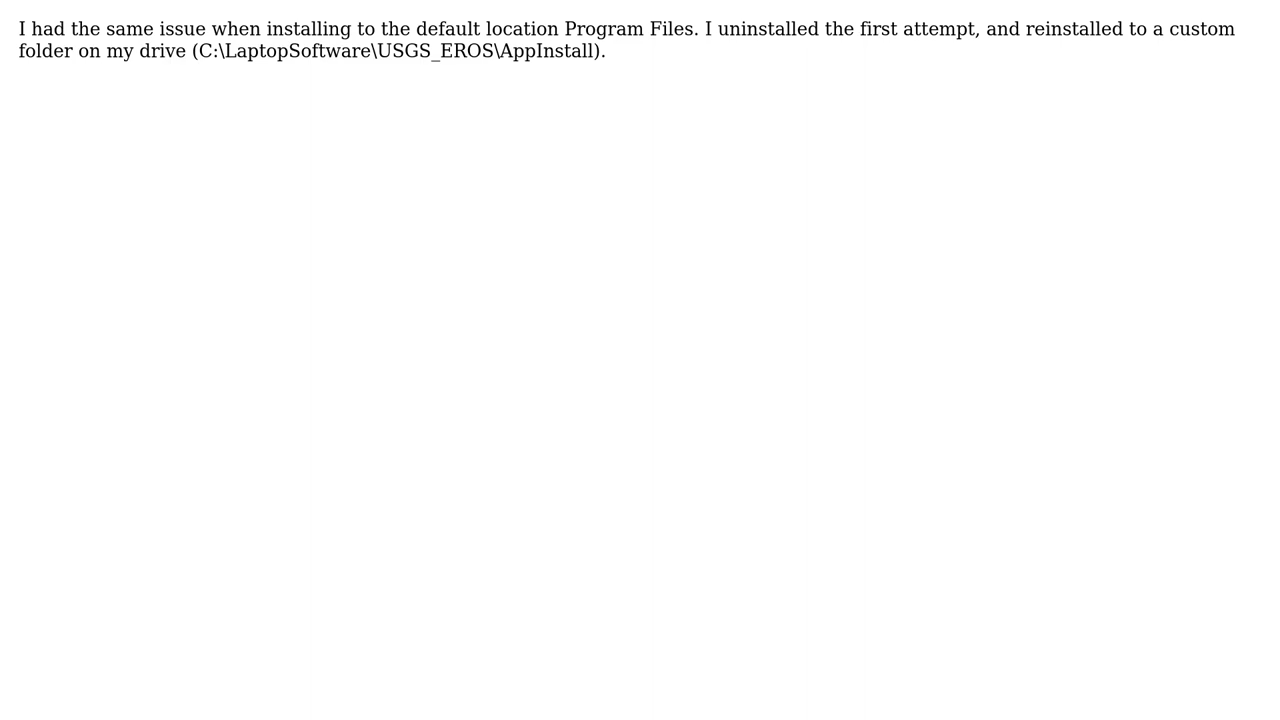 I had the same issue when installing to the default location Program Files. I uninstalled the first attempt, and reinstalled to a custom
folder on my drive (C:\LaptopSoftware\USGS_EROS\AppInstall).